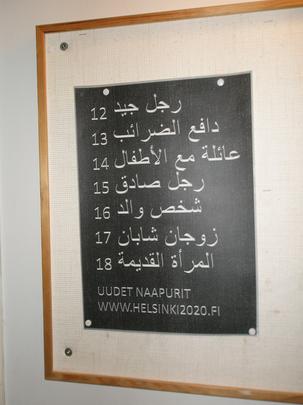 12 رجل جيد
13 دافع الضرائب
14 عائلة مع الأطفال
15 رجل صادق
16 شخص والد
17 زوجان شابان
18 المرأة القديمة
UUDET NAAPURIT
WWW.HELSINKI2020.FI